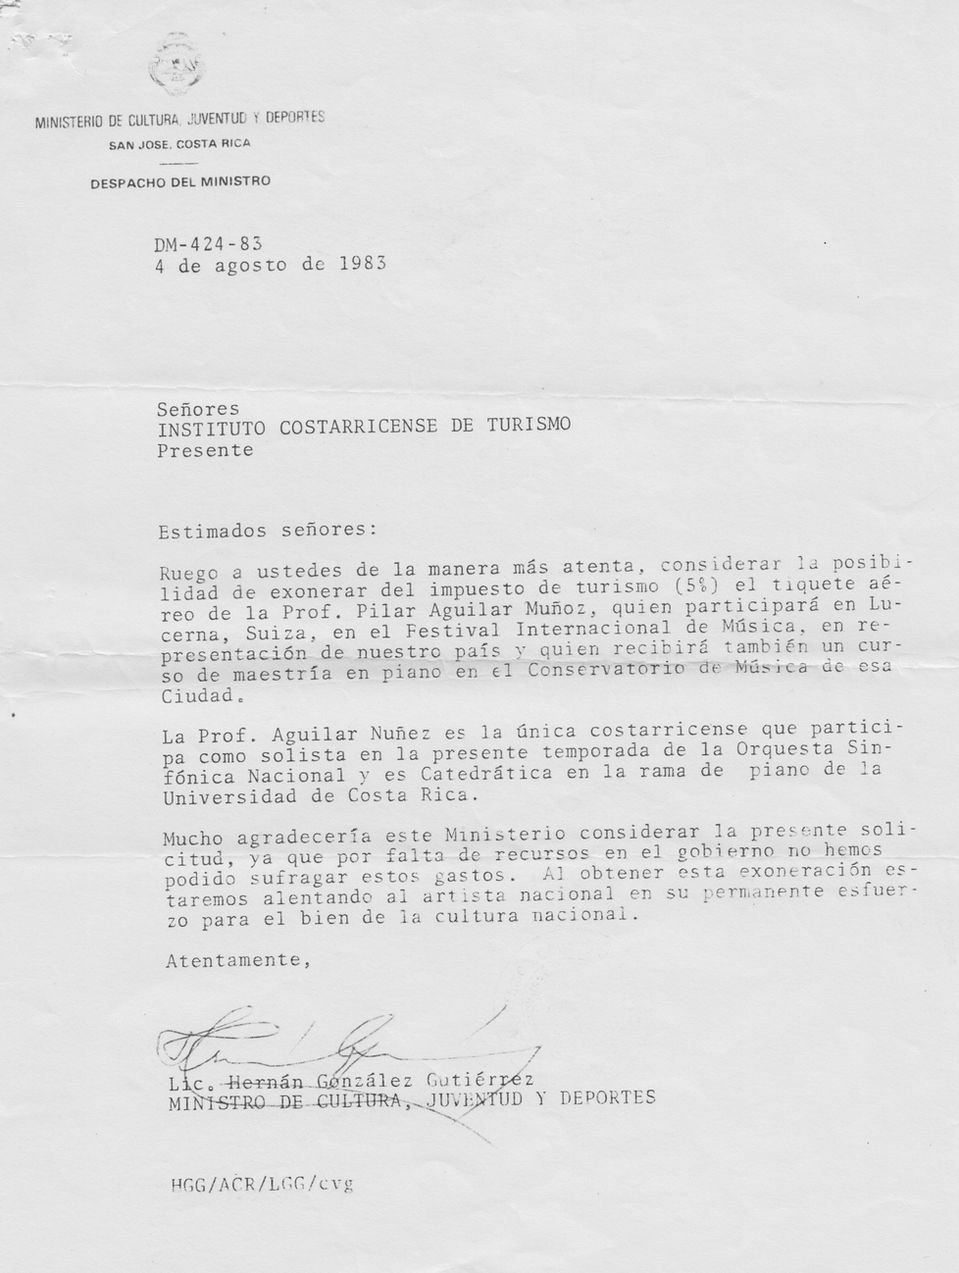 MINISTERIO DE CULTURA, JUVENTUD Y DEPORTES
SAN JOSE, COSTA RICA
DESPACHO DEL MINISTRO
DM-424-83
4 de agosto de 1983
Señores
INSTITUTO COSTARRICENSE DE TURISMO
Presente
Estimados señores:
Ruego a ustedes de la manera más atenta, considerar la posibi-
lidad de exonerar del impuesto de turismo (5%) el tiquete aé-
reo de la Prof. Pilar Aguilar Muñoz, quien participará en Lu-
cerna, Suiza, en el Festival Internacional de Música, en re-
presentación de nuestro país y quien recibirá también un cur-
so de maestría en piano en el Conservatorio de Música de esa
Ciudad.
La Prof. Aguilar Nuñez es la única costarricense que partici-
pa como solista en la presente temporada de la Orquesta Sin-
fónica Nacional y es Catedrática en la rama de piano de la
Universidad de Costa Rica.
Mucho agradecería este Ministerio considerar la presente soli-
citud, ya que por falta de recursos en el gobierno no hemos
podido sufragar estos gastos. Al obtener esta exoneración es-
taremos alentando al artista nacional en su permanente esfuer-
zo para el bien de la cultura nacional.
Atentamente,
Lic. Hernán González Gutiérrez
MINISTRO DE CULTURA, JUVENTUD Y DEPORTES
HGG/ACR/LGG/cvg